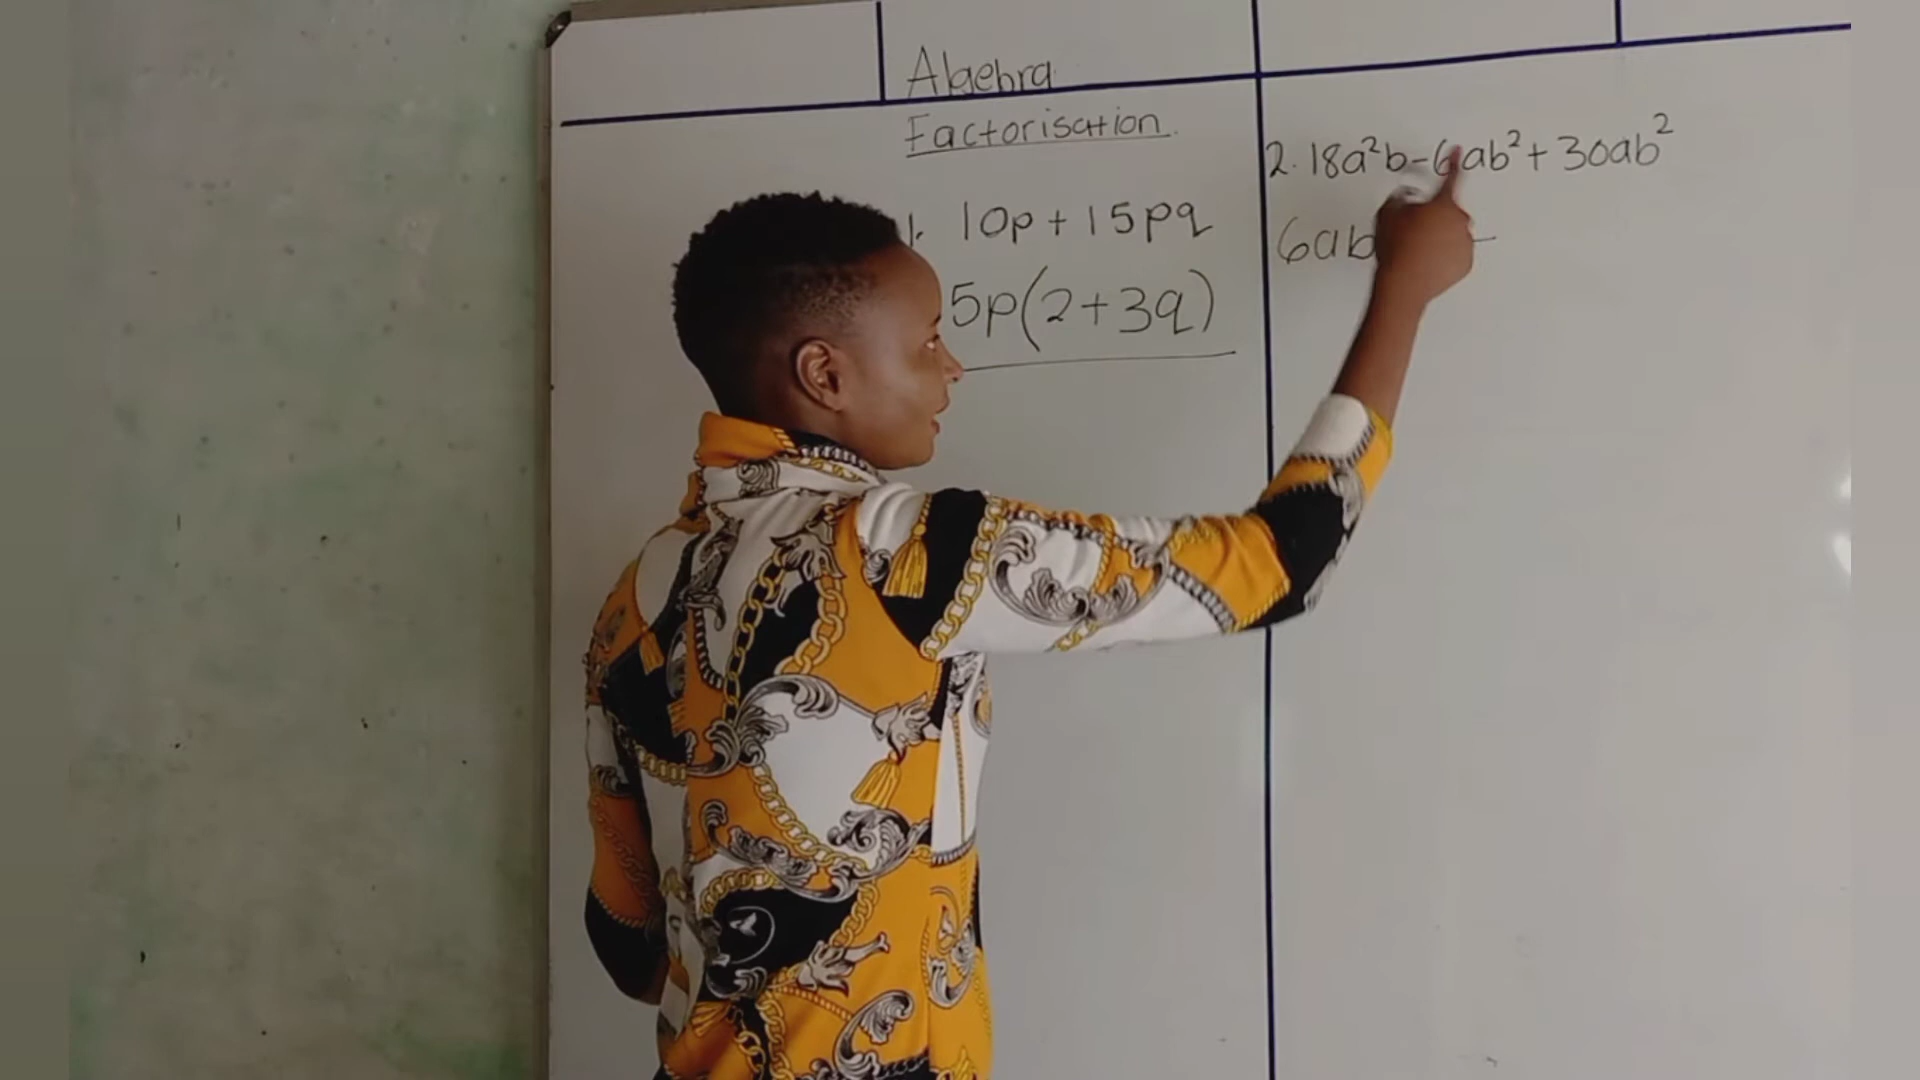 Algebra
Factorisation.
1. 10p + 15pq
5p(2+3q)
2. 18a²b - 6ab² + 30ab²
6ab